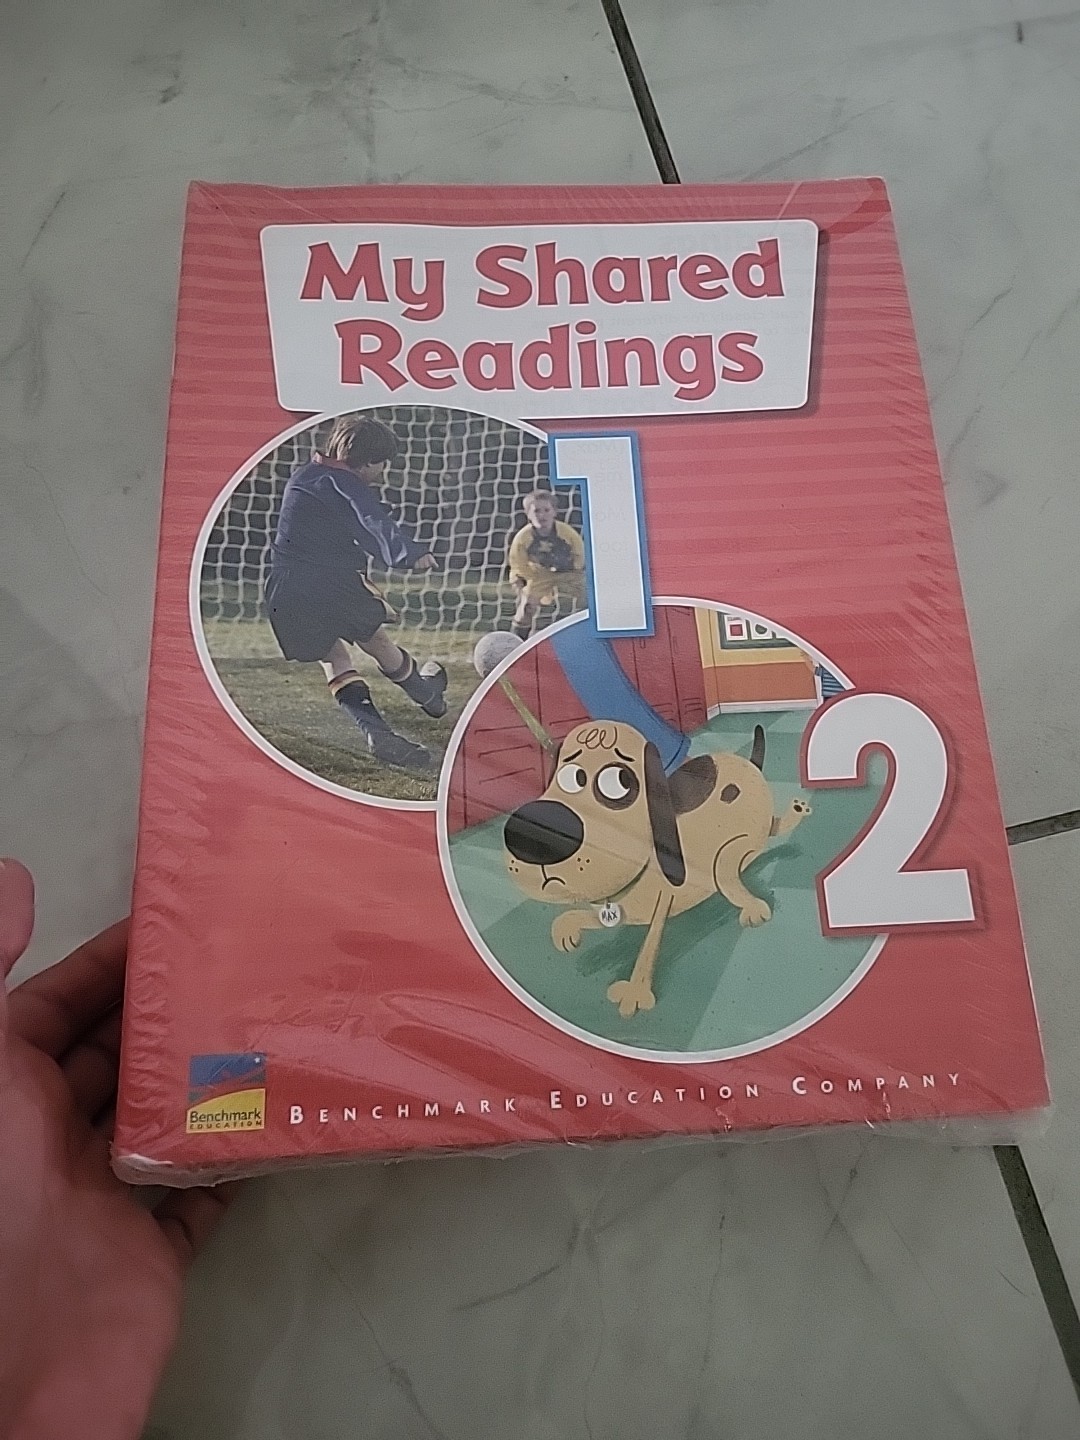 My Shared
Readings
1
2
MAX
Benchmark
EDUCATION
BENCHMARK EDUCATION COMPANY